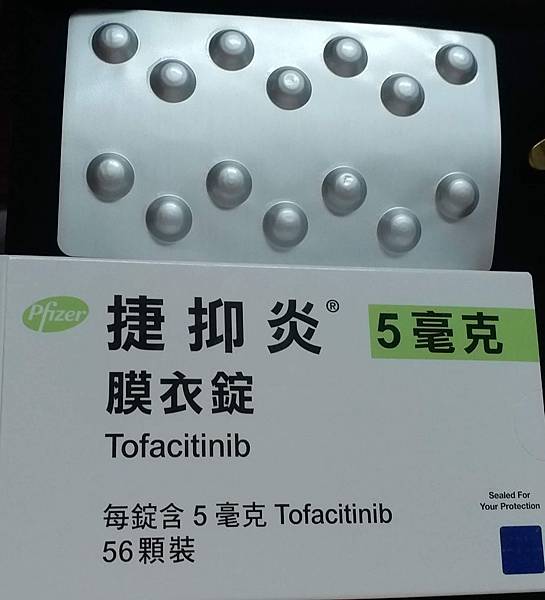 Pfizer
捷抑炎®
5毫克
膜衣錠
Tofacitinib
每錠含 5 毫克 Tofacitinib
56顆裝
Sealed For
Your Protection